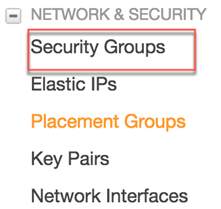 NETWORK & SECURITY
Security Groups
Elastic IPs
Placement Groups
Key Pairs
Network Interfaces